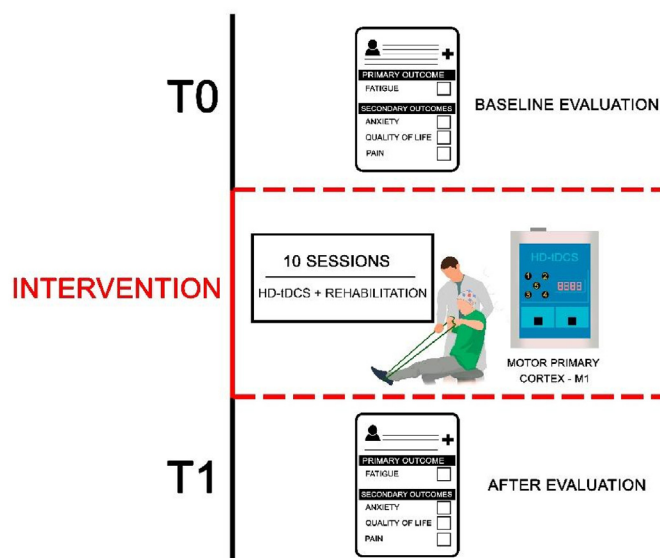 T0
PRIMARY OUTCOME
FATIGUE
SECONDARY OUTCOMES
ANXIETY
QUALITY OF LIFE
PAIN
BASELINE EVALUATION
INTERVENTION
10 SESSIONS
HD-tDCS + REHABILITATION
HD-tDCS
1 2
5
3 4
8888
MOTOR PRIMARY
CORTEX - M1
T1
PRIMARY OUTCOME
FATIGUE
SECONDARY OUTCOMES
ANXIETY
QUALITY OF LIFE
PAIN
AFTER EVALUATION